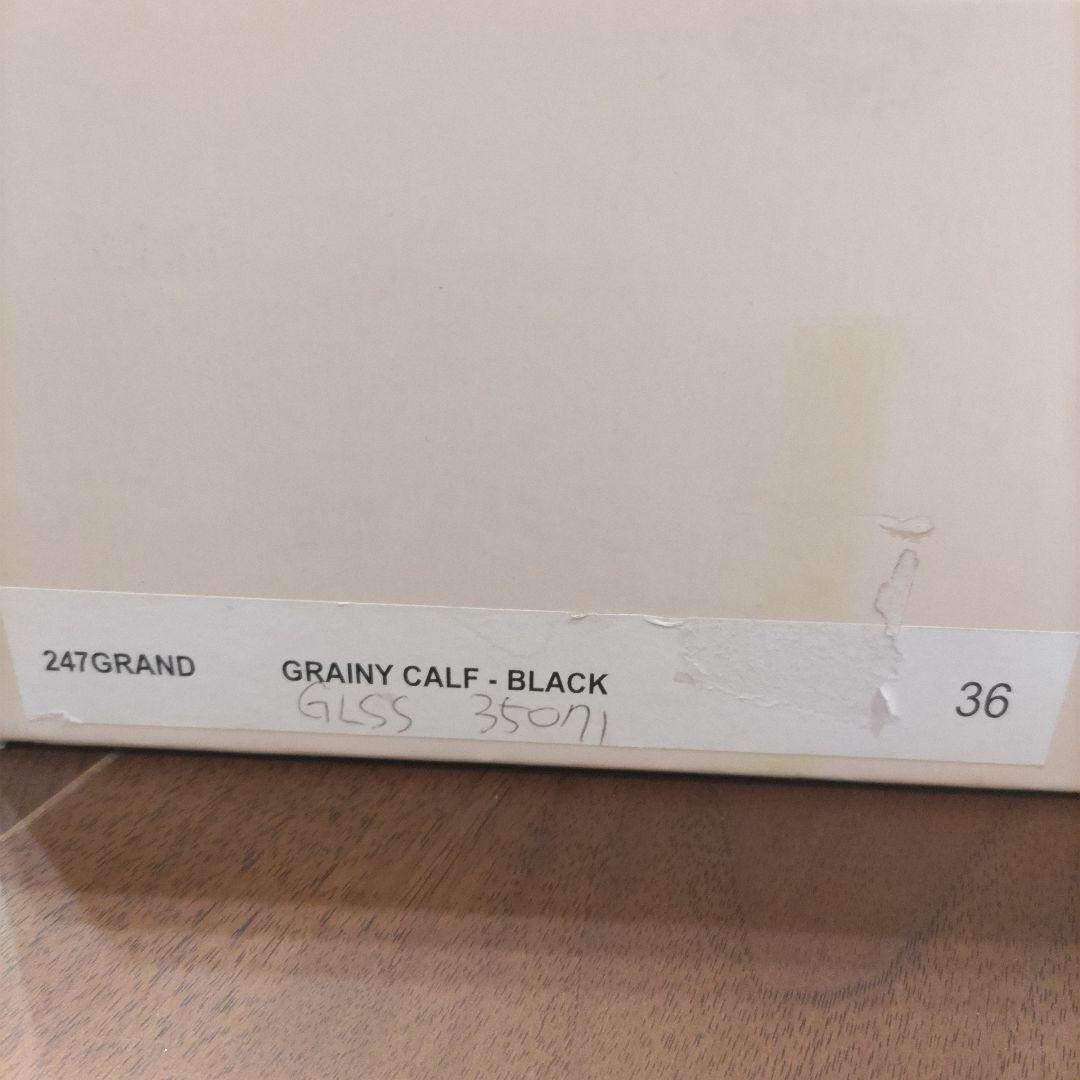 247GRAND GRAINY CALF - BLACK 36
GLSS 35071